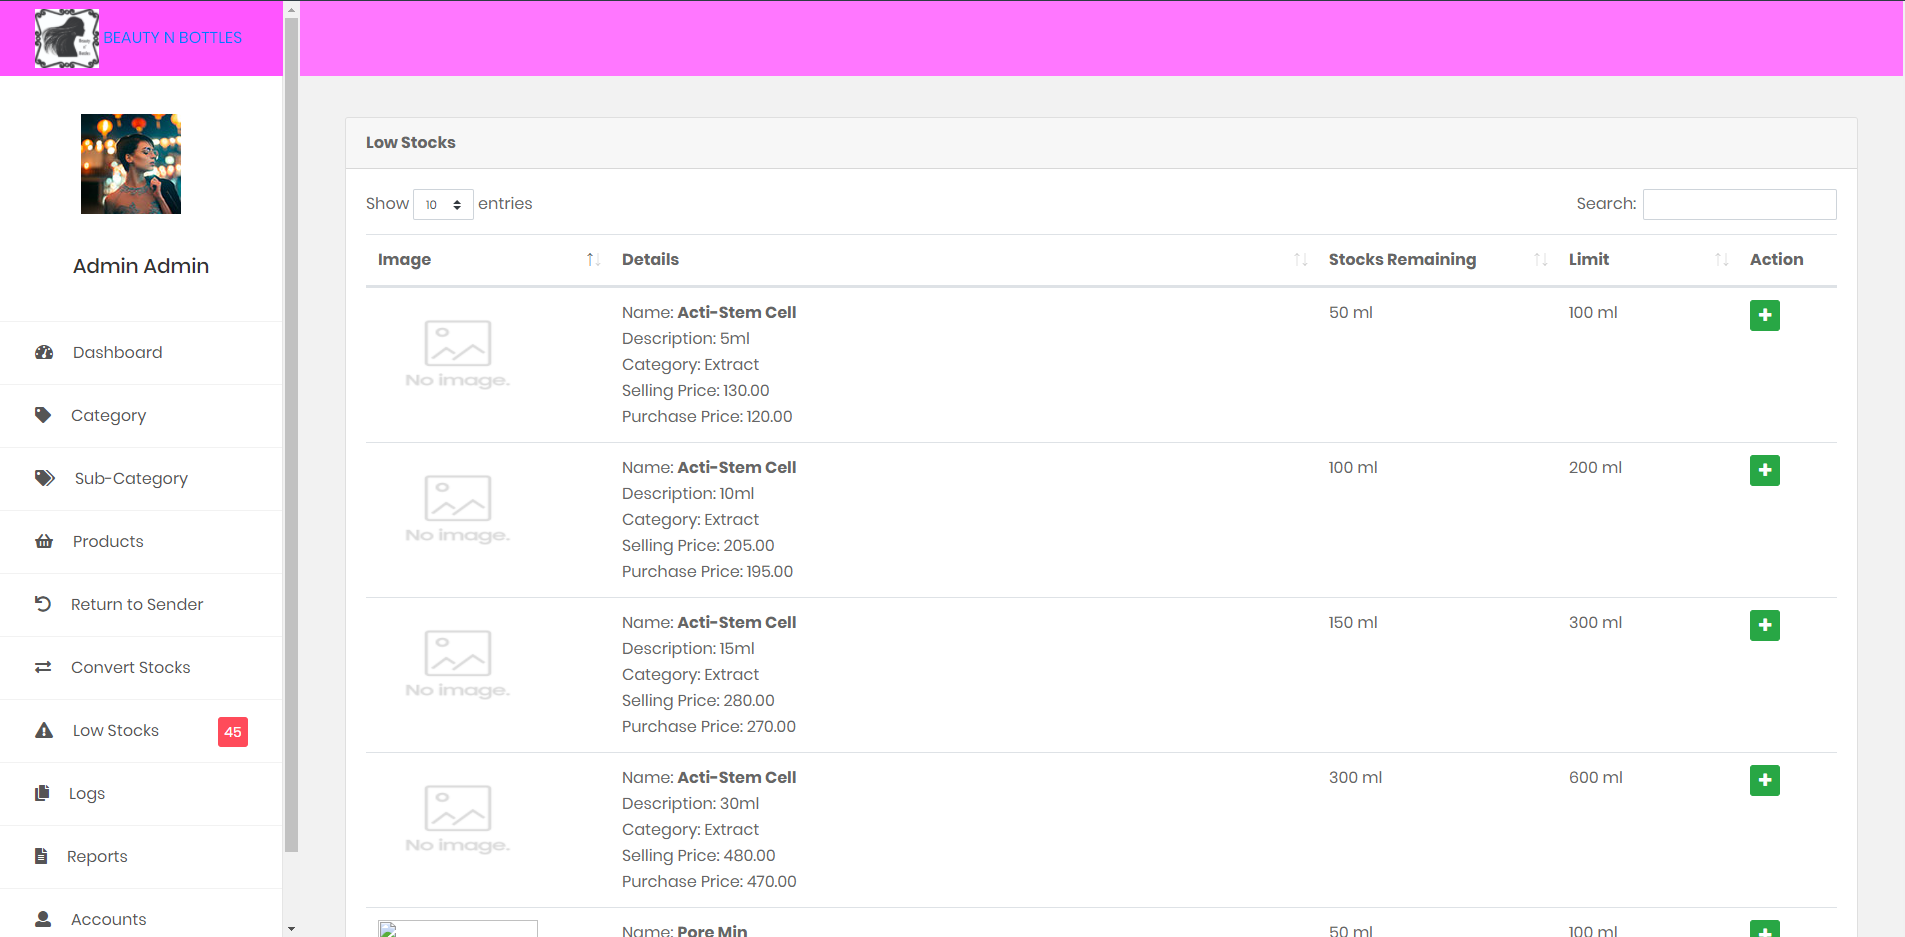 BEAUTY N BOTTLES
Admin Admin
Dashboard
Category
Sub-Category
Products
Return to Sender
Convert Stocks
Low Stocks 45
Logs
Reports
Accounts
Low Stocks
Show 10 entries
Search:
Image Details Stocks Remaining Limit Action
No image.
Name: Acti-Stem Cell 50 ml 100 ml
Description: 5ml
Category: Extract
Selling Price: 130.00
Purchase Price: 120.00
No image.
Name: Acti-Stem Cell 100 ml 200 ml
Description: 10ml
Category: Extract
Selling Price: 205.00
Purchase Price: 195.00
No image.
Name: Acti-Stem Cell 150 ml 300 ml
Description: 15ml
Category: Extract
Selling Price: 280.00
Purchase Price: 270.00
No image.
Name: Acti-Stem Cell 300 ml 600 ml
Description: 30ml
Category: Extract
Selling Price: 480.00
Purchase Price: 470.00
Name: Pore Min 50 ml 100 ml